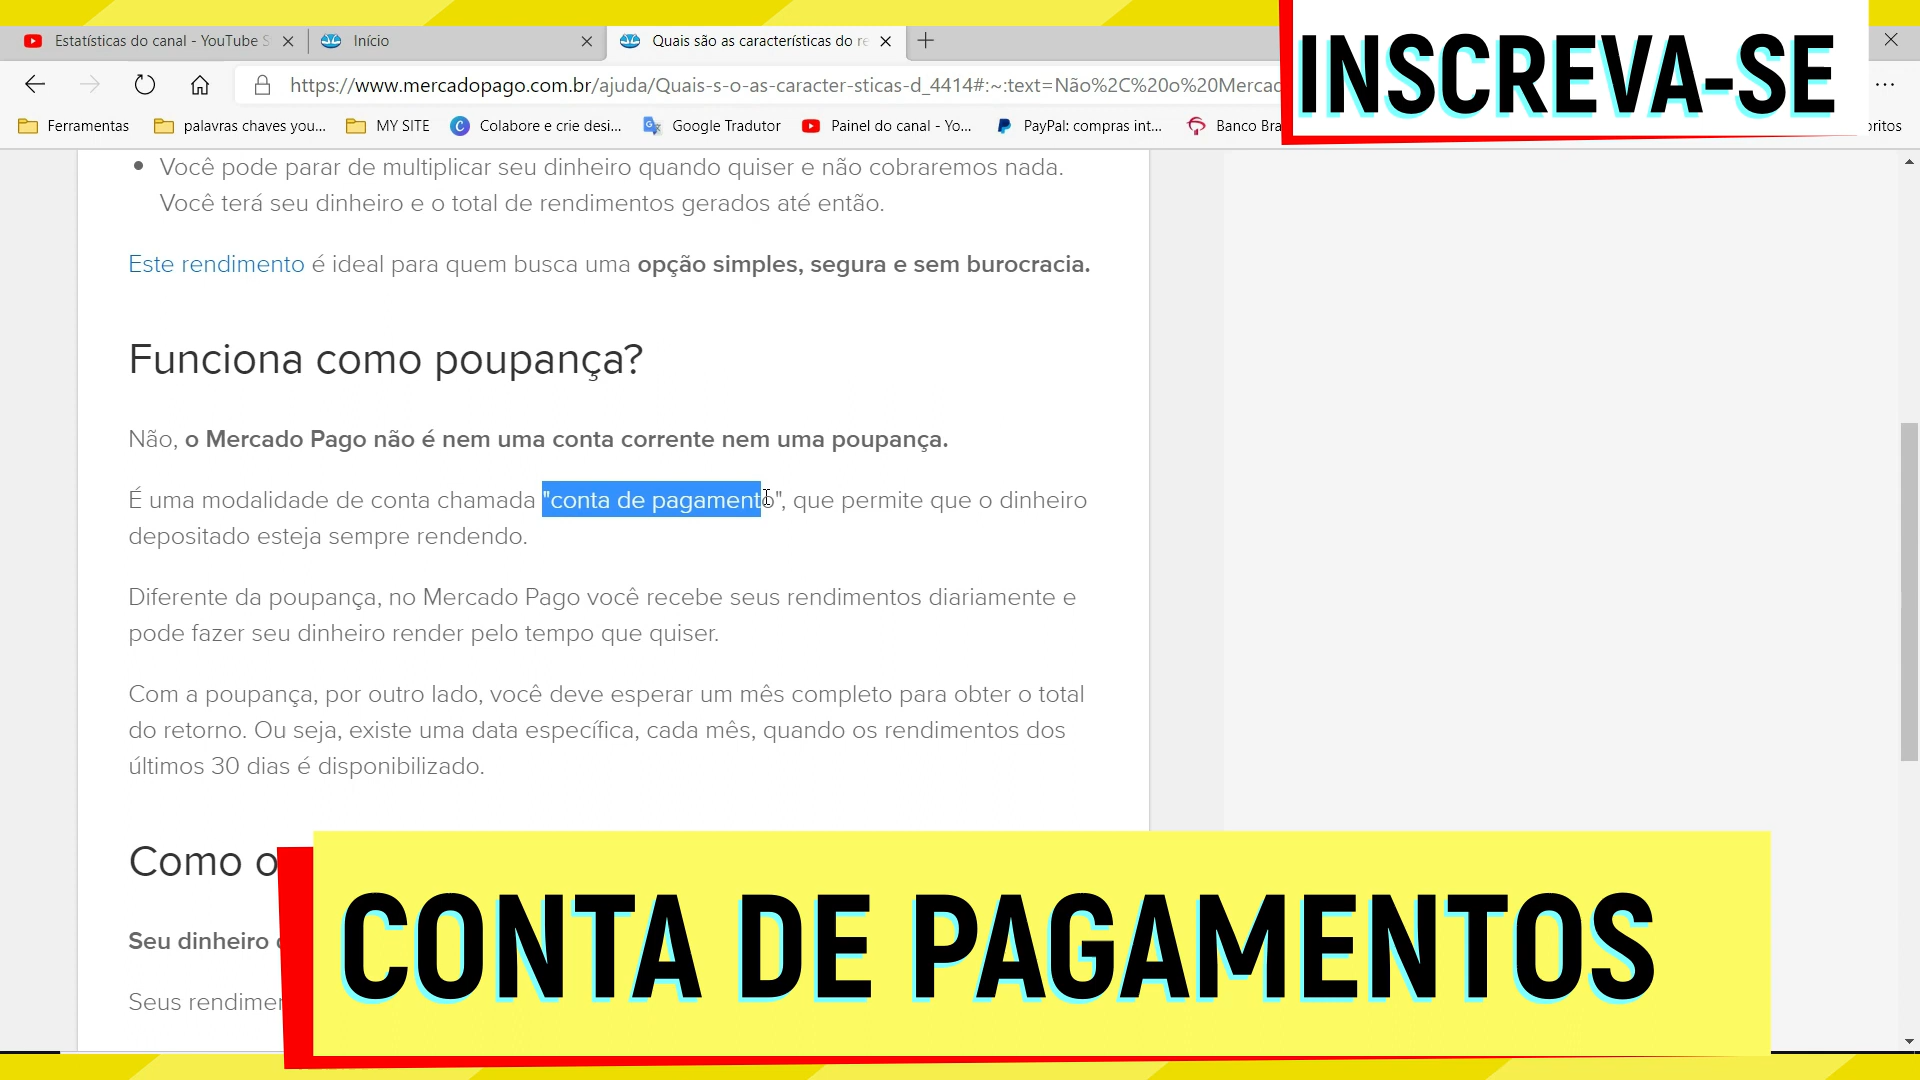 Estatísticas do canal - YouTube S
Início
Quais são as características do re
INSCREVA-SE
https://www.mercadopago.com.br/ajuda/Quais-s-o-as-caracter-sticas-d_4414#:~:text=Não%2C%20o%20Mercad
Ferramentas
palavras chaves you...
MY SITE
Colabore e crie desi...
Google Tradutor
Painel do canal - Yo...
PayPal: compras int...
Banco Bra
oritos
• Você pode parar de multiplicar seu dinheiro quando quiser e não cobraremos nada.
Você terá seu dinheiro e o total de rendimentos gerados até então.
Este rendimento é ideal para quem busca uma opção simples, segura e sem burocracia.
Funciona como poupança?
Não, o Mercado Pago não é nem uma conta corrente nem uma poupança.
É uma modalidade de conta chamada "conta de pagamento", que permite que o dinheiro
depositado esteja sempre rendendo.
Diferente da poupança, no Mercado Pago você recebe seus rendimentos diariamente e
pode fazer seu dinheiro render pelo tempo que quiser.
Com a poupança, por outro lado, você deve esperar um mês completo para obter o total
do retorno. Ou seja, existe uma data específica, cada mês, quando os rendimentos dos
últimos 30 dias é disponibilizado.
Como o
Seu dinheiro
Seus rendimen
CONTA DE PAGAMENTOS